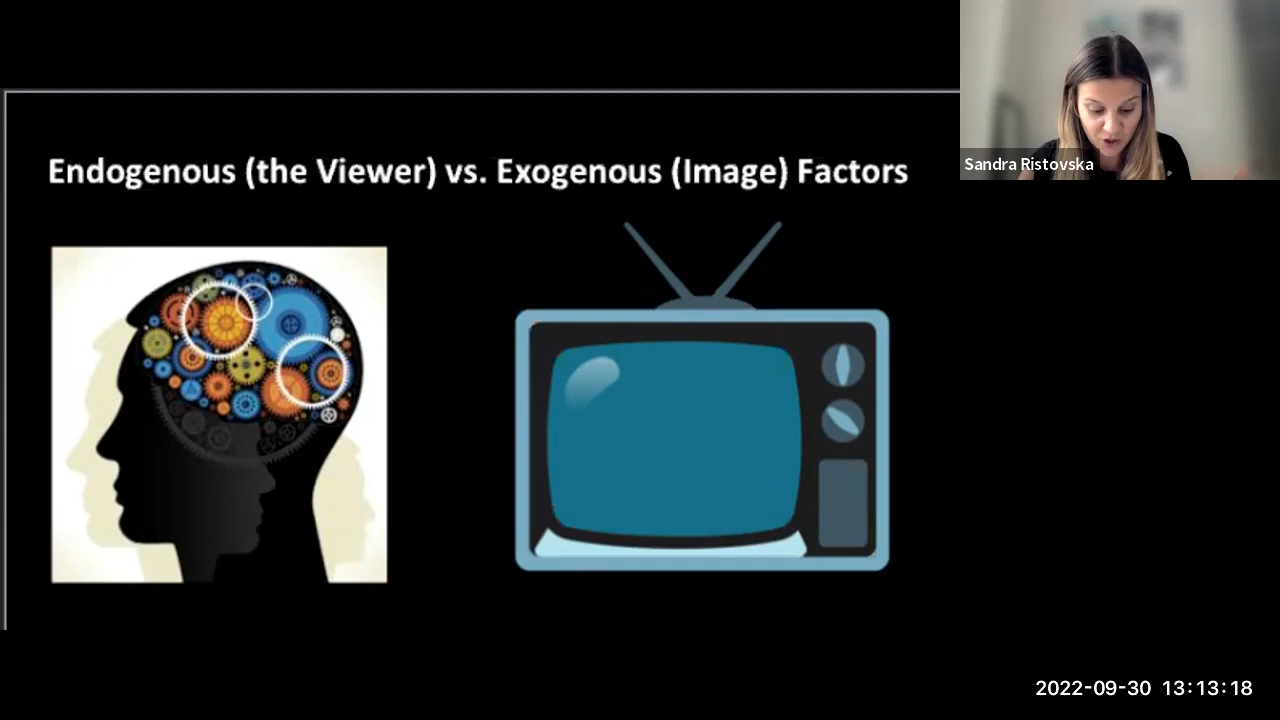 Sandra Ristovska
Endogenous (the Viewer) vs. Exogenous (Image) Factors
2022-09-30 13:13:18